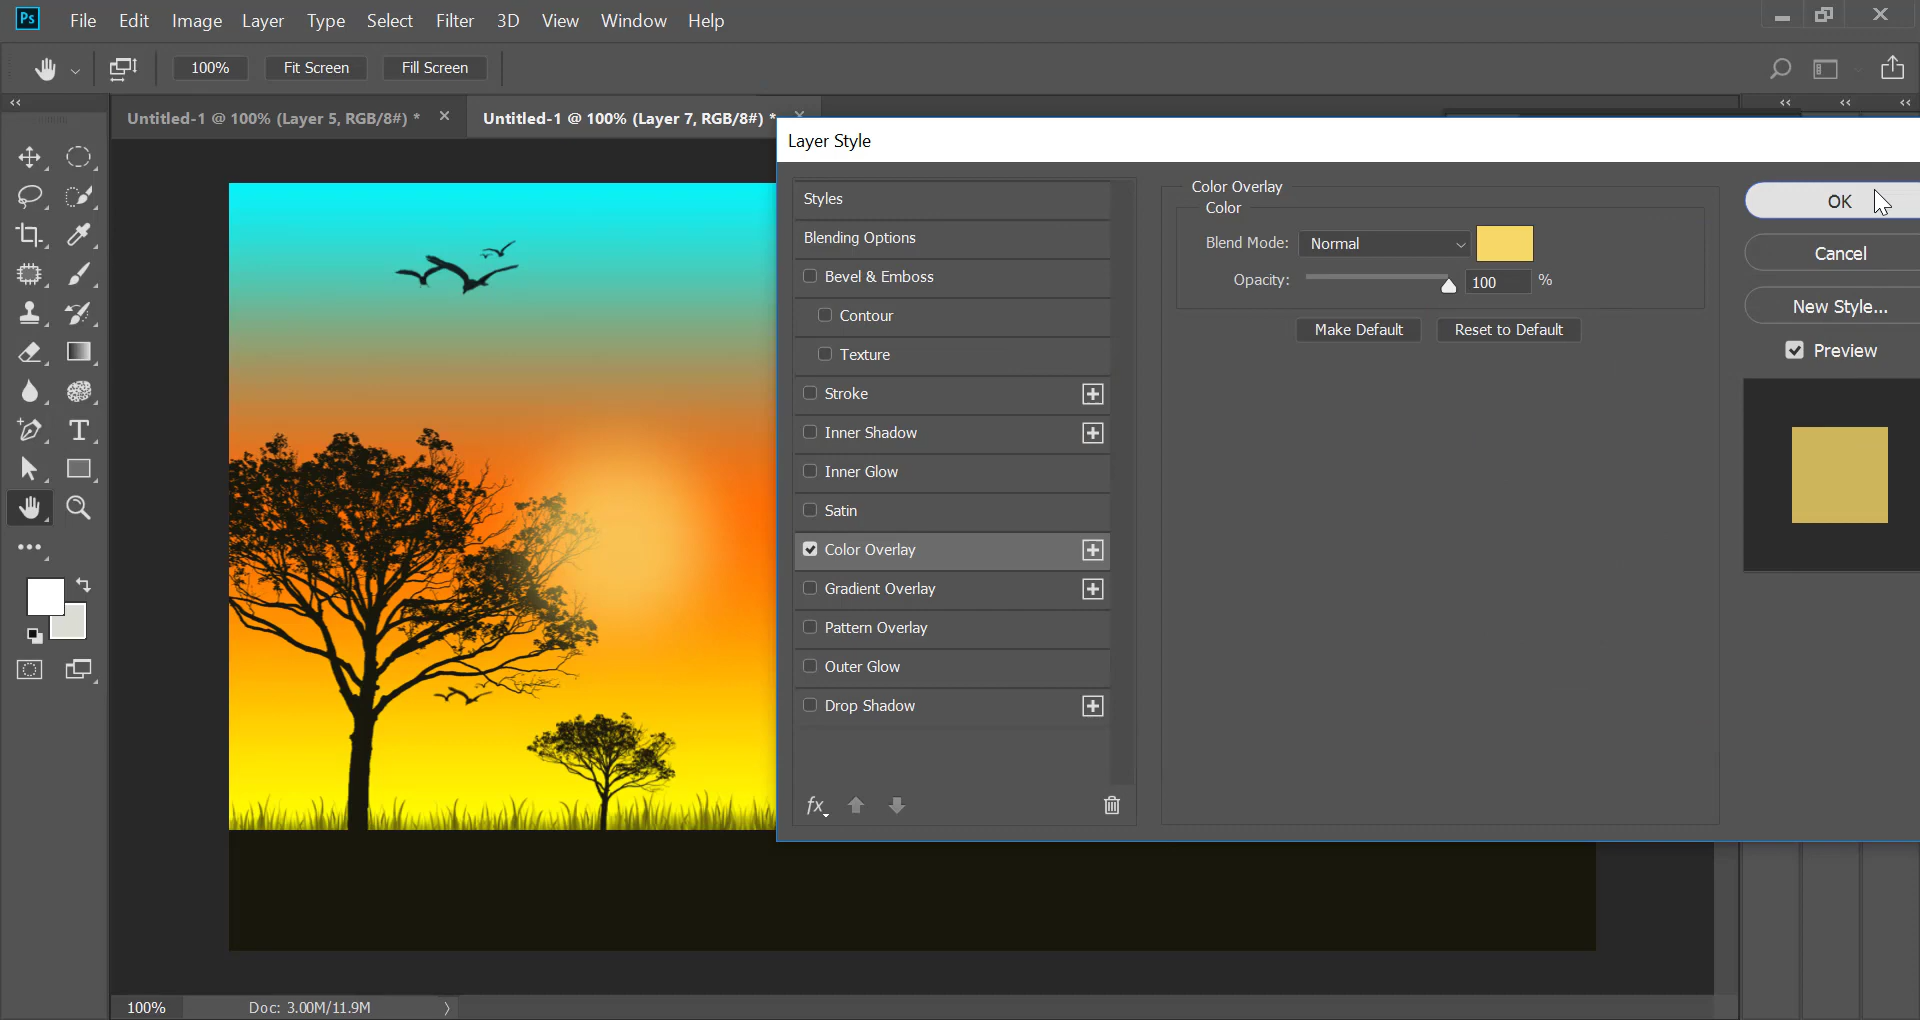 Ps File Edit Image Layer Type Select Filter 3D View Window Help
100% Fit Screen Fill Screen
Untitled-1 @ 100% (Layer 5, RGB/8#) * Untitled-1 @ 100% (Layer 7, RGB/8#) *
Layer Style
Styles
Blending Options
Bevel & Emboss
Contour
Texture
Stroke
Inner Shadow
Inner Glow
Satin
Color Overlay
Gradient Overlay
Pattern Overlay
Outer Glow
Drop Shadow
fx
Color Overlay
Color
Blend Mode: Normal
Opacity: 100 %
Make Default Reset to Default
OK
Cancel
New Style...
Preview
T
100% Doc: 3.00M/11.9M